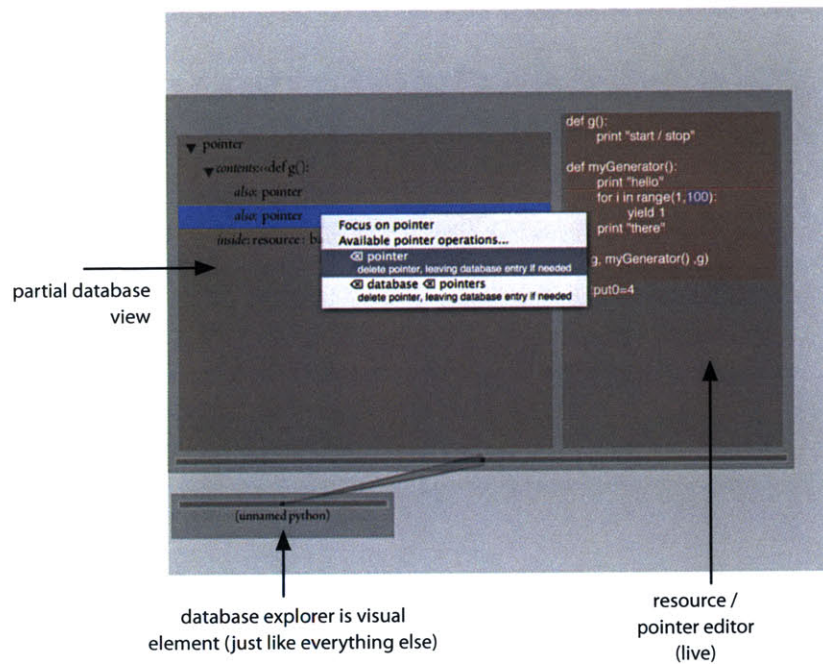 pointer
contents:‹‹def g():
also: pointer
also: pointer
inside: resource : ba
Focus on pointer
Available pointer operations...
⌫ pointer
delete pointer, leaving database entry if needed
⌫ database ⌫ pointers
delete pointer, leaving database entry if needed
def g():
print "start / stop"
def myGenerator():
print "hello"
for i in range(1,100):
yield 1
print "there"
g, myGenerator() ,g)
put0=4
(unnamed python)
partial database
view
database explorer is visual
element (just like everything else)
resource /
pointer editor
(live)